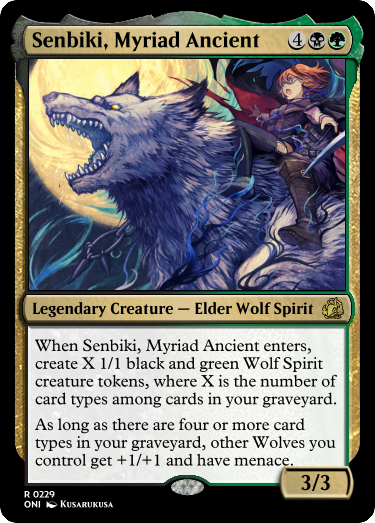 Senbiki, Myriad Ancient 4
Legendary Creature — Elder Wolf Spirit
When Senbiki, Myriad Ancient enters,
create X 1/1 black and green Wolf Spirit
creature tokens, where X is the number of
card types among cards in your graveyard.
As long as there are four or more card
types in your graveyard, other Wolves you
control get +1/+1 and have menace.
3/3
R 0229
ONI Kusarukusa